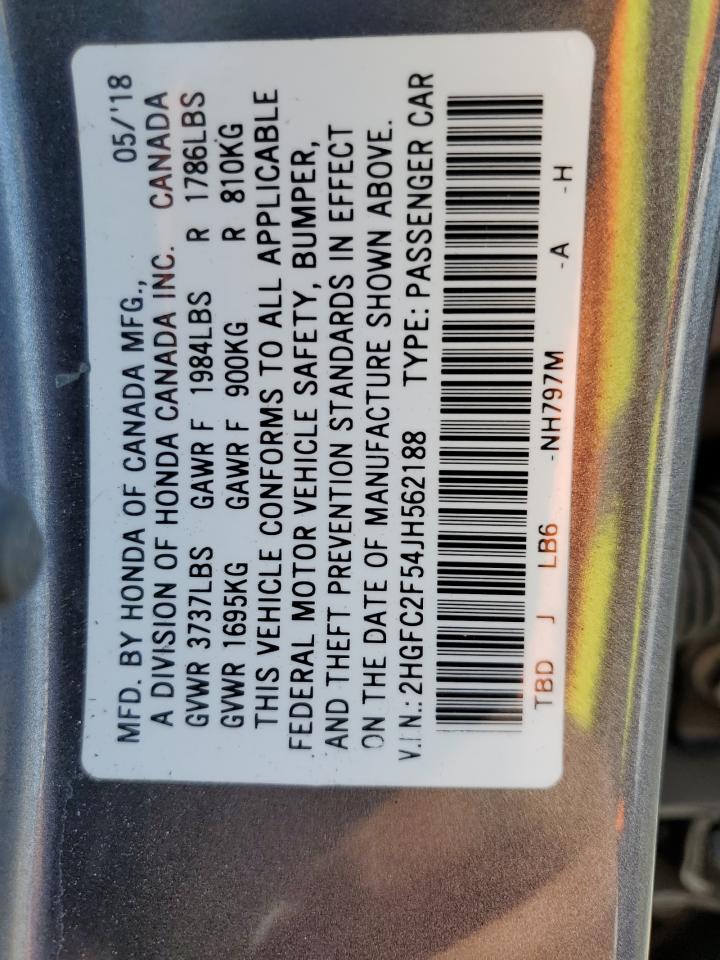 MFD. BY HONDA OF CANADA MFG., 05/'18
A DIVISION OF HONDA CANADA INC. CANADA
GVWR 3737LBS GAWR F 1984LBS R 1786LBS
GVWR 1695KG GAWR F 900KG R 810KG
THIS VEHICLE CONFORMS TO ALL APPLICABLE
FEDERAL MOTOR VEHICLE SAFETY, BUMPER,
AND THEFT PREVENTION STANDARDS IN EFFECT
ON THE DATE OF MANUFACTURE SHOWN ABOVE.
V.I.N.: 2HGFC2F54JH562188 TYPE: PASSENGER CAR
TBD J LB6 -NH797M -A -H